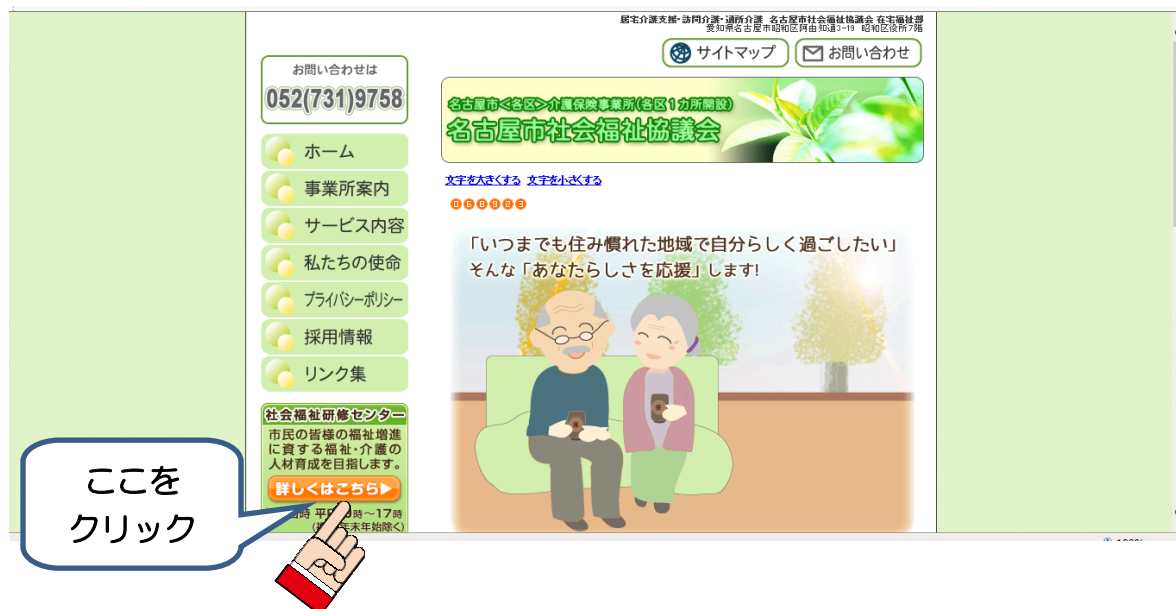 居宅介護支援・訪問介護・通所介護 名古屋市社会福祉協議会 在宅福祉部
愛知県名古屋市昭和区阿由知通3-19 昭和区役所7階
サイトマップ
お問い合わせ
お問い合わせは
052(731)9758
名古屋市<各区>介護保険事業所(各区1カ所開設)
名古屋市社会福祉協議会
ホーム
事業所案内
サービス内容
私たちの使命
プライバシーポリシー
採用情報
リンク集
文字を大きくする 文字を小さくする
「いつまでも住み慣れた地域で自分らしく過ごしたい」
そんな「あなたらしさを応援」します!
社会福祉研修センター
市民の皆様の福祉増進
に資する福祉・介護の
人材育成を目指します。
詳しくはこちら▶
時～17時
年末年始除く)
ここを
クリック